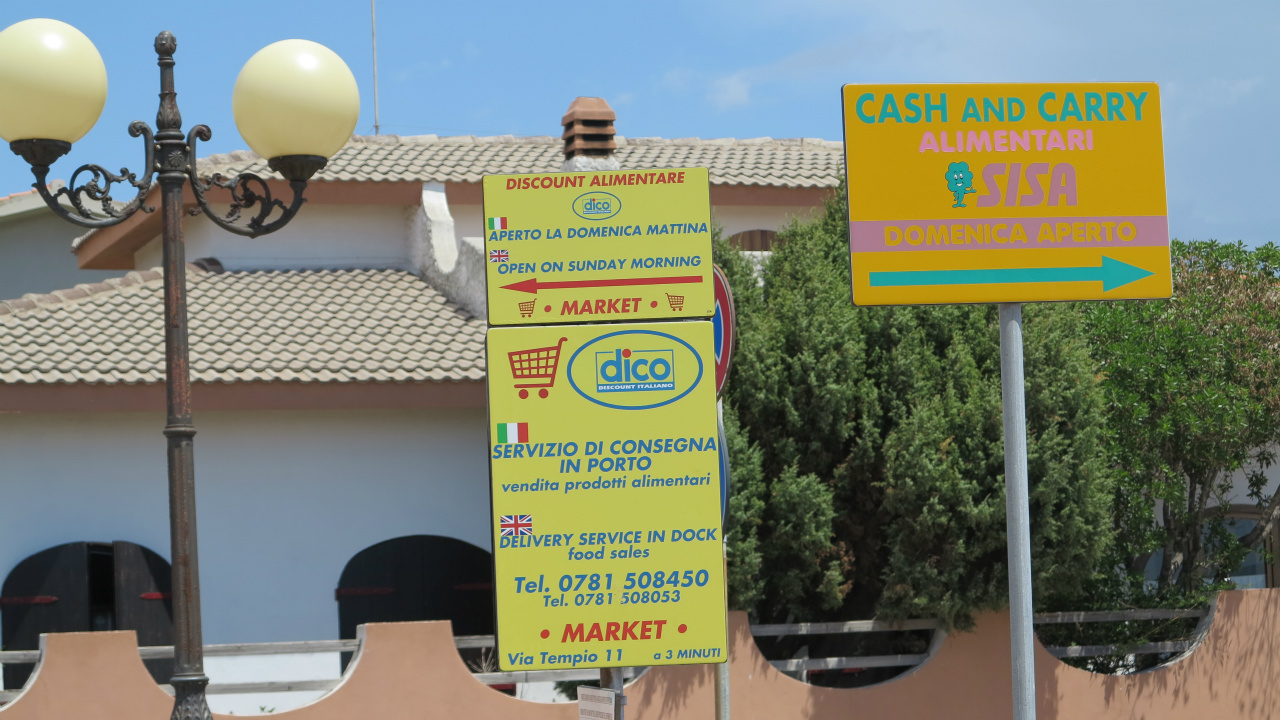 DISCOUNT ALIMENTARE
dico
APERTO LA DOMENICA MATTINA
OPEN ON SUNDAY MORNING
• MARKET •
dico
DISCOUNT ITALIANO
SERVIZIO DI CONSEGNA
IN PORTO
vendita prodotti alimentari
DELIVERY SERVICE IN DOCK
food sales
Tel. 0781 508450
Tel. 0781 508053
• MARKET •
Via Tempio 11 a 3 MINUTI
CASH AND CARRY
ALIMENTARI
SISA
DOMENICA APERTO